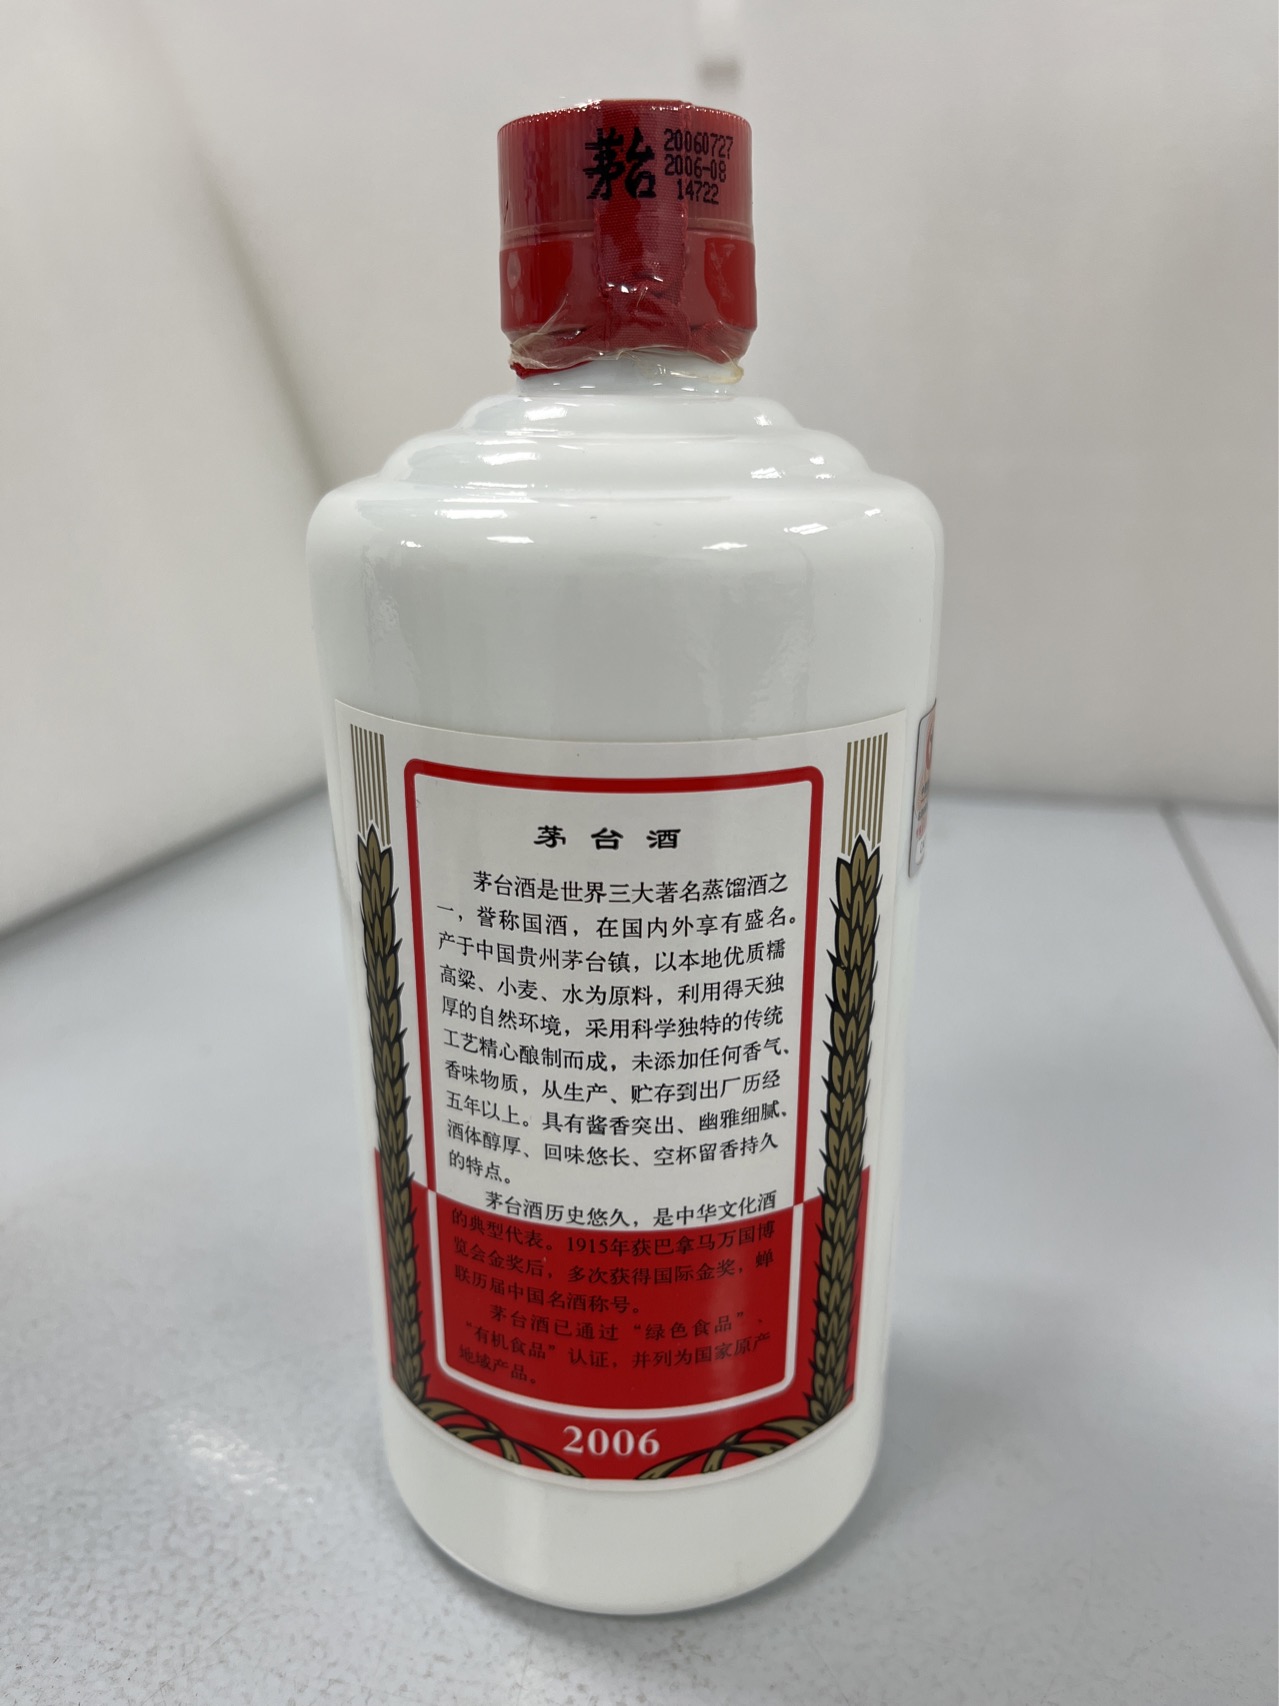 茅台
20060727
2006-08
14722
茅台酒
茅台酒是世界三大著名蒸馏酒之
一，誉称国酒，在国内外享有盛名。
产于中国贵州茅台镇，以本地优质糯
高粱、小麦、水为原料，利用得天独
厚的自然环境，采用科学独特的传统
工艺精心酿制而成，未添加任何香气、
香味物质，从生产、贮存到出厂历经
五年以上。具有酱香突出、幽雅细腻、
酒体醇厚、回味悠长、空杯留香持久
的特点。
茅台酒历史悠久，是中华文化酒
的典型代表。1915年获巴拿马万国博
览会金奖后，多次获得国际金奖，蝉
联历届中国名酒称号。
茅台酒已通过“绿色食品”、
“有机食品”认证，并列为国家原产
地域产品。
2006